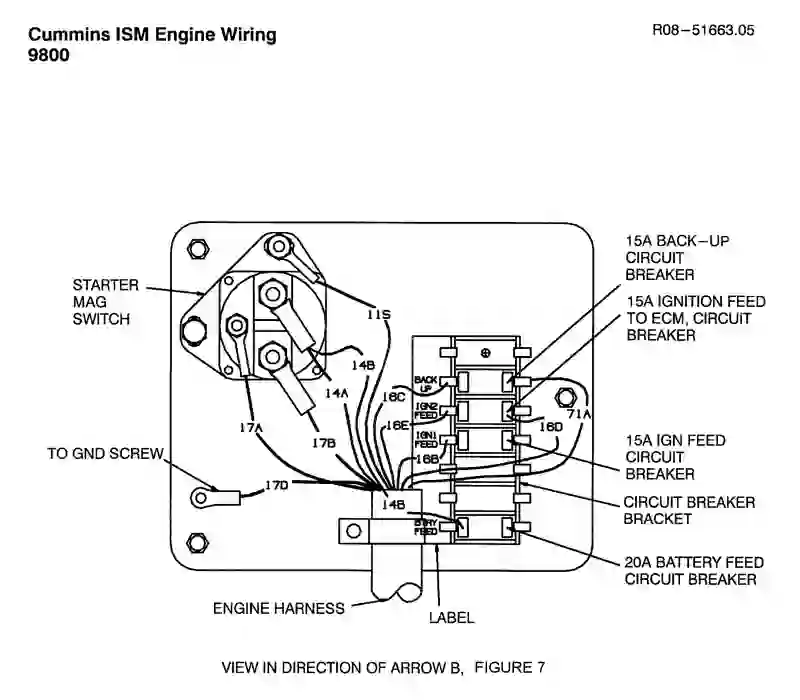 Cummins ISM Engine Wiring
9800
R08-51663.05
15A BACK-UP
CIRCUIT
BREAKER
STARTER
MAG
SWITCH
15A IGNITION FEED
TO ECM, CIRCUIT
BREAKER
11S
14B
BACK
UP
14A
16C
IGN2
FEED
71A
17A
16E
16D
17B
IGN1
FEED
15A IGN FEED
CIRCUIT
BREAKER
TO GND SCREW
16B
17D
CIRCUIT BREAKER
BRACKET
14B
BTRY
FEED
20A BATTERY FEED
CIRCUIT BREAKER
ENGINE HARNESS
LABEL
VIEW IN DIRECTION OF ARROW B, FIGURE 7